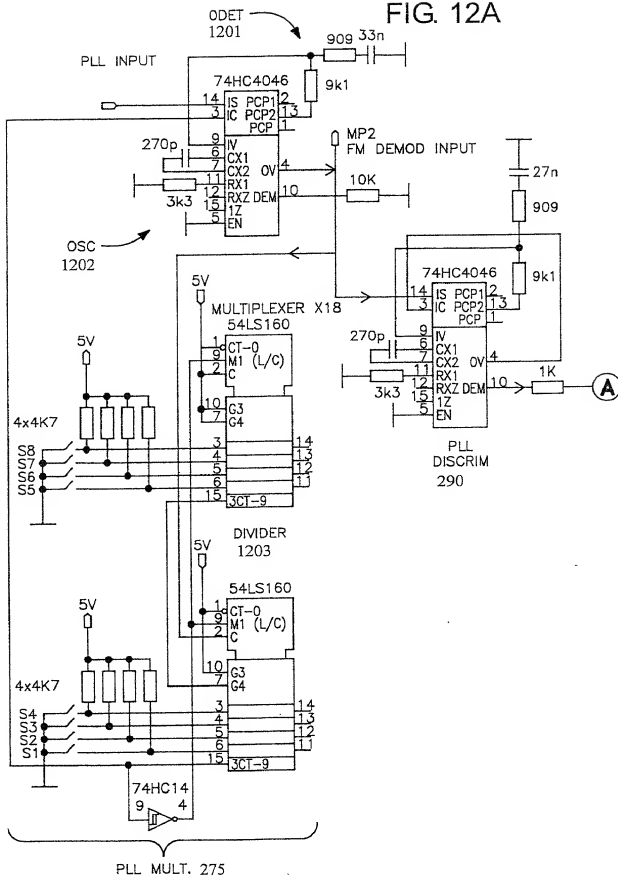 FIG. 12A
ODET
1201
909
33n
PLL INPUT
9k1
74HC4046
14 IS PCP1 2
3 IC PCP2 13
PCP 1
9 IV
270p
6 CX1
7 CX2
OV 4
11 RX1
12 RXZ DEM 10
15 1Z
5 EN
3k3
10K
OSC
1202
MP2
FM DEMOD INPUT
27n
909
9k1
74HC4046
14 IS PCP1 2
3 IC PCP2 13
PCP 1
9 IV
270p
6 CX1
7 CX2
OV 4
11 RX1
12 RXZ DEM 10
15 1Z
5 EN
3k3
1K
A
PLL
DISCRIM
290
5V
MULTIPLEXER X18
54LS160
5V
1 CT-0
9 M1 (L/C)
2 C
10 G3
7 G4
4x4K7
S8
S7
S6
S5
3 14
4 13
5 12
6 11
15 3CT-9
DIVIDER
1203
5V
54LS160
5V
1 CT-0
9 M1 (L/C)
2 C
10 G3
7 G4
4x4K7
S4
S3
S2
S1
3 14
4 13
5 12
6 11
15 3CT-9
74HC14
9 4
PLL MULT. 275